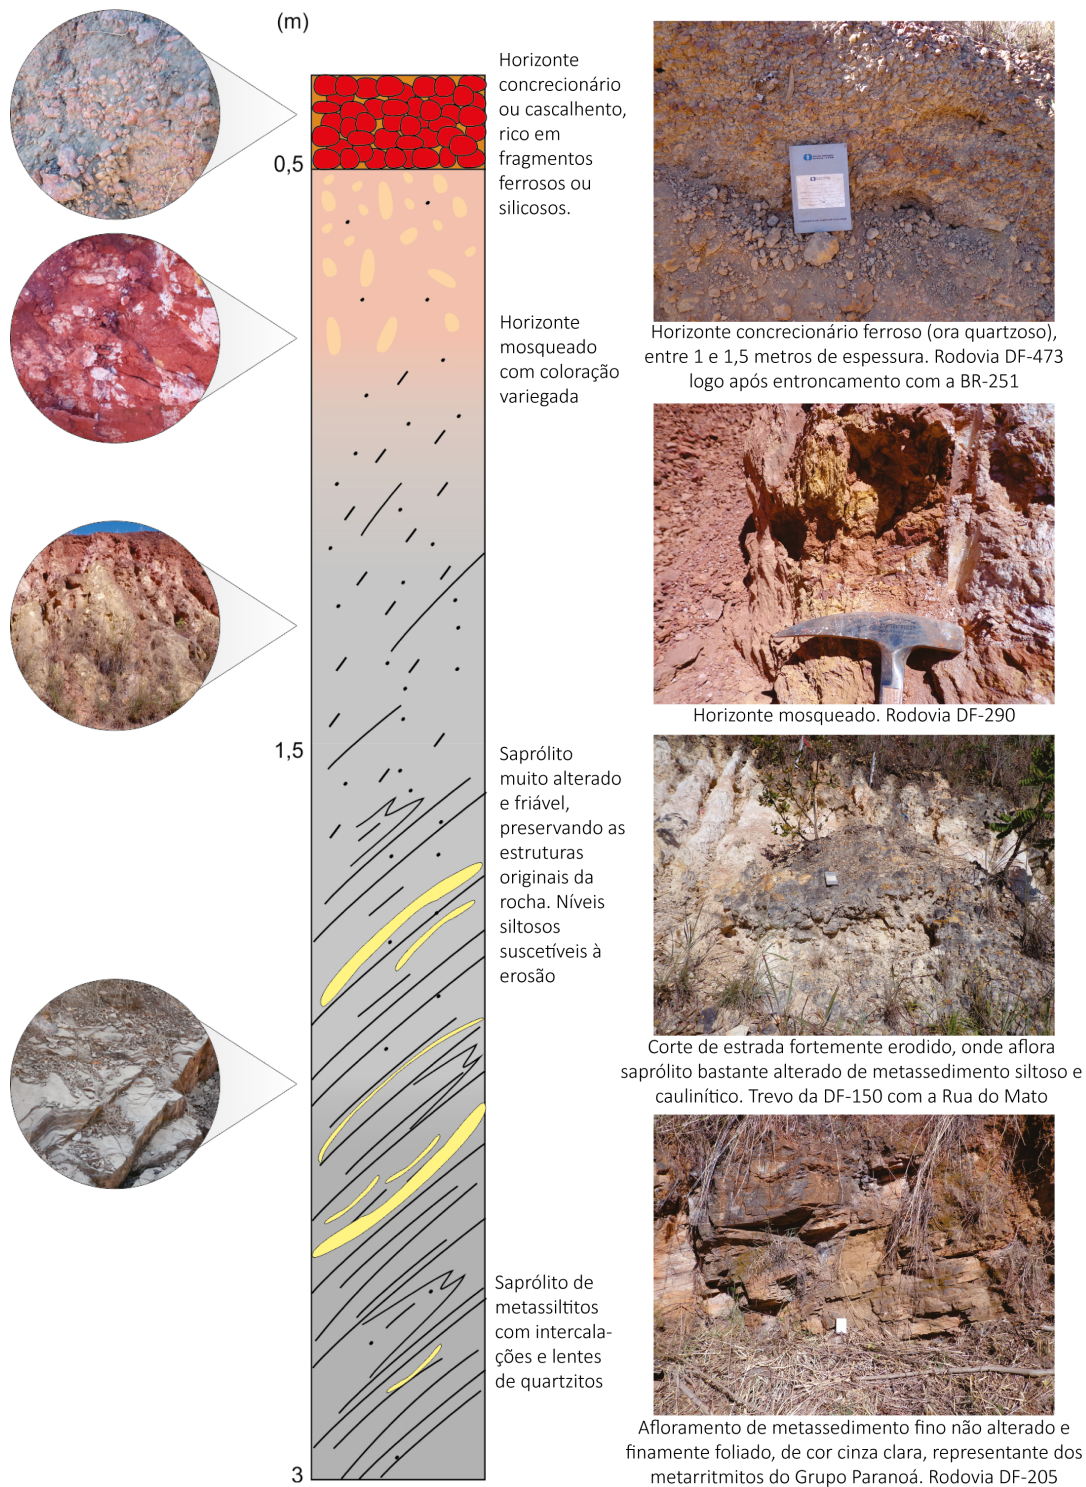 (m)
Horizonte
concrecionário
ou cascalhento,
rico em
fragmentos
ferrosos ou
silicosos.
0,5
Horizonte concrecionário ferroso (ora quartzoso),
entre 1 e 1,5 metros de espessura. Rodovia DF-473
logo após entroncamento com a BR-251
Horizonte
mosqueado
com coloração
variegada
Horizonte mosqueado. Rodovia DF-290
1,5
Saprólito
muito alterado
e friável,
preservando as
estruturas
originais da
rocha. Níveis
siltosos
suscetíveis à
erosão
Corte de estrada fortemente erodido, onde aflora
saprólito bastante alterado de metassedimento siltoso e
caulinítico. Trevo da DF-150 com a Rua do Mato
Saprólito de
metassiltitos
com intercala-
ções e lentes
de quartzitos
3
Afloramento de metassedimento fino não alterado e
finamente foliado, de cor cinza clara, representante dos
metarritmitos do Grupo Paranoá. Rodovia DF-205